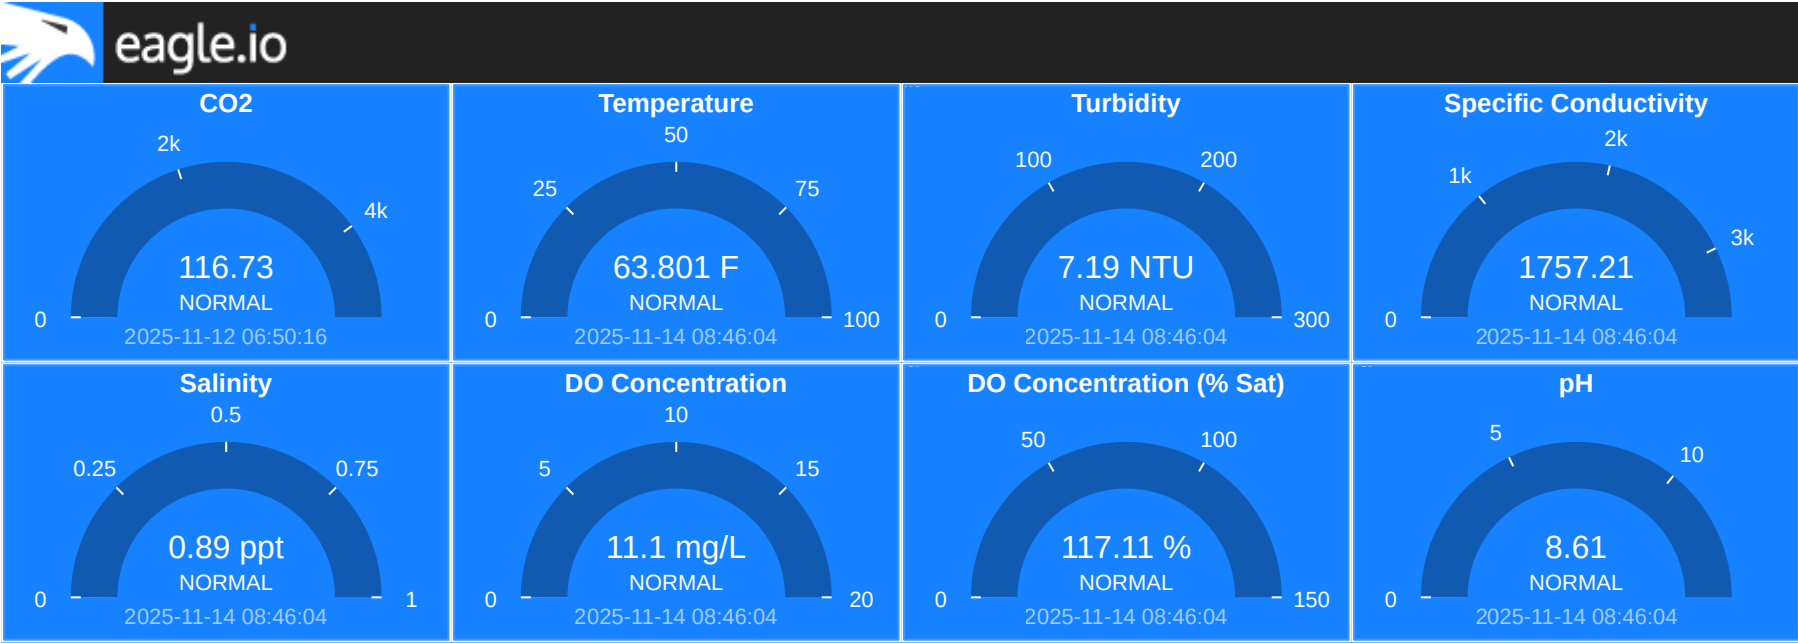 eagle.io
CO2
2k
4k
116.73
NORMAL
0
2025-11-12 06:50:16
Temperature
50
25
75
63.801 F
NORMAL
0
100
2025-11-14 08:46:04
Turbidity
100
200
7.19 NTU
NORMAL
0
300
2025-11-14 08:46:04
Specific Conductivity
2k
1k
3k
1757.21
NORMAL
0
2025-11-14 08:46:04
Salinity
0.5
0.25
0.75
0.89 ppt
NORMAL
0
1
2025-11-14 08:46:04
DO Concentration
10
5
15
11.1 mg/L
NORMAL
0
20
2025-11-14 08:46:04
DO Concentration (% Sat)
50
100
117.11 %
NORMAL
0
150
2025-11-14 08:46:04
pH
5
10
8.61
NORMAL
0
2025-11-14 08:46:04